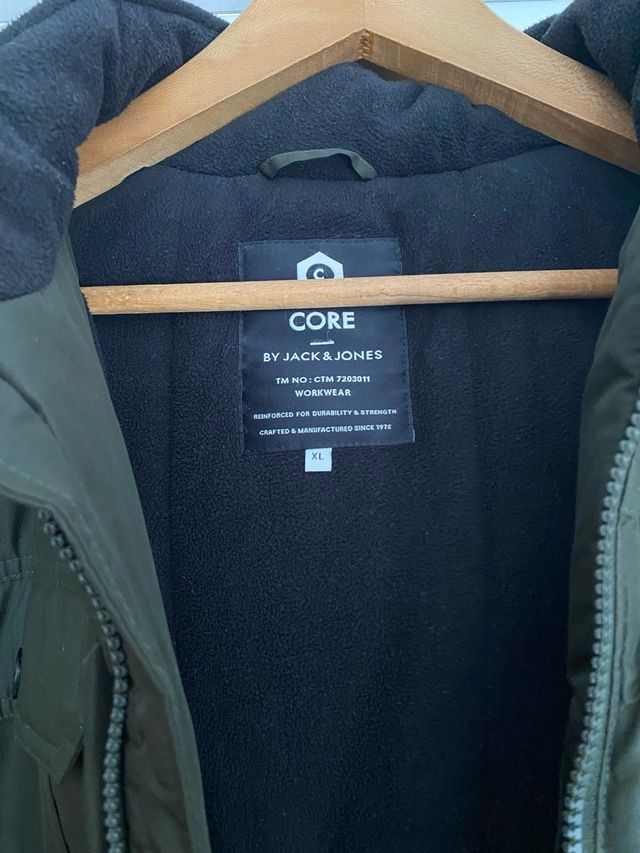 C
CORE
BY JACK & JONES
TM NO : CTM 7203011
WORKWEAR
REINFORCED FOR DURABILITY & STRENGTH
CRAFTED & MANUFACTURED SINCE 1975
XL